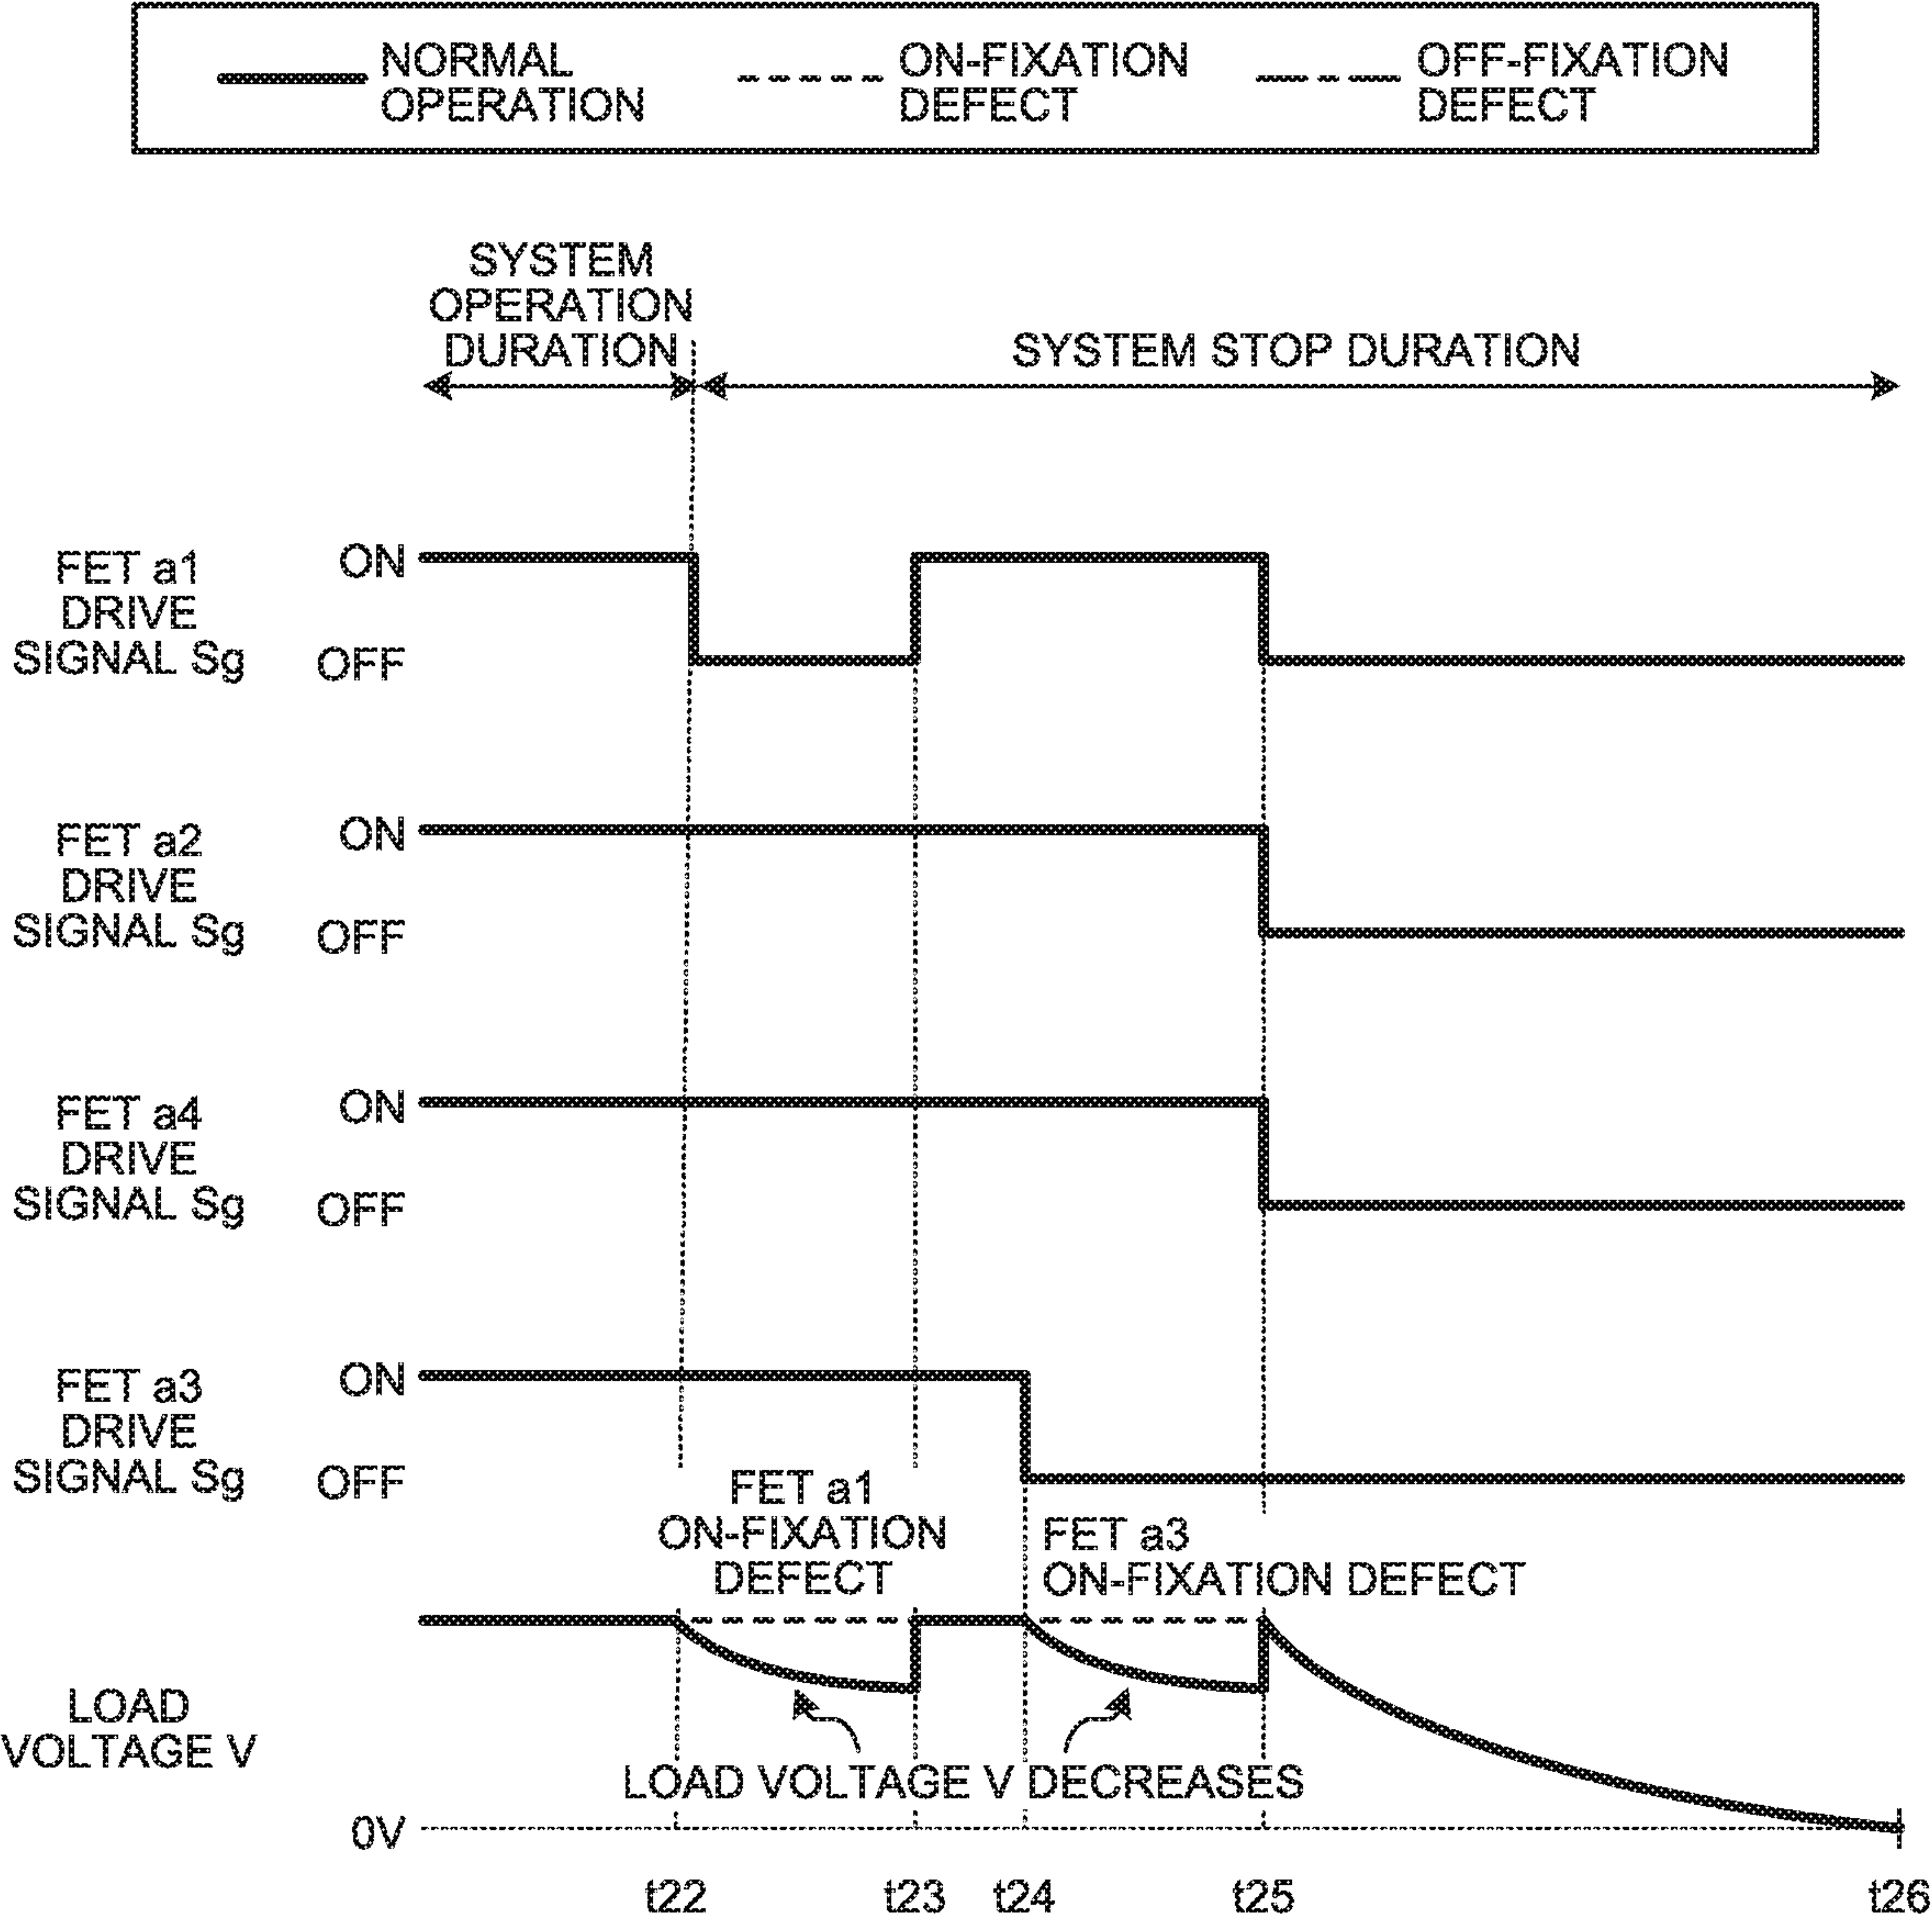 NORMAL
OPERATION
ON-FIXATION
DEFECT
OFF-FIXATION
DEFECT
SYSTEM
OPERATION
DURATION
SYSTEM STOP DURATION
FET a1
DRIVE
SIGNAL Sg
ON
OFF
FET a2
DRIVE
SIGNAL Sg
ON
OFF
FET a4
DRIVE
SIGNAL Sg
ON
OFF
FET a3
DRIVE
SIGNAL Sg
ON
OFF
FET a1
ON-FIXATION
DEFECT
FET a3
ON-FIXATION DEFECT
LOAD
VOLTAGE V
LOAD VOLTAGE V DECREASES
0V
t22 t23 t24 t25 t26